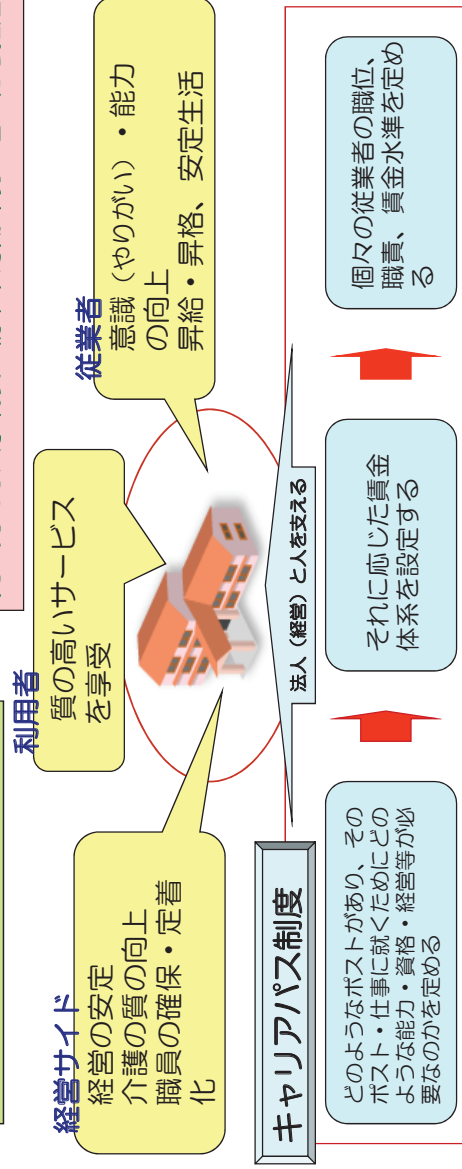 利用者
質の高いサービス
を享受
経営サイド
経営の安定
介護の質の向上
職員の確保・定着
化
従業者
意識（やりがい）・能力
の向上
昇給・昇格、安定生活
法人（経営）と人を支える
キャリアパス制度
どのようなポストがあり、その
ポスト・仕事に就くためにどの
ような能力・資格・経営等が必
要なのかを定める
それに応じた賃金
体系を設定する
個々の従業者の職位、
職責、賃金水準を定め
る